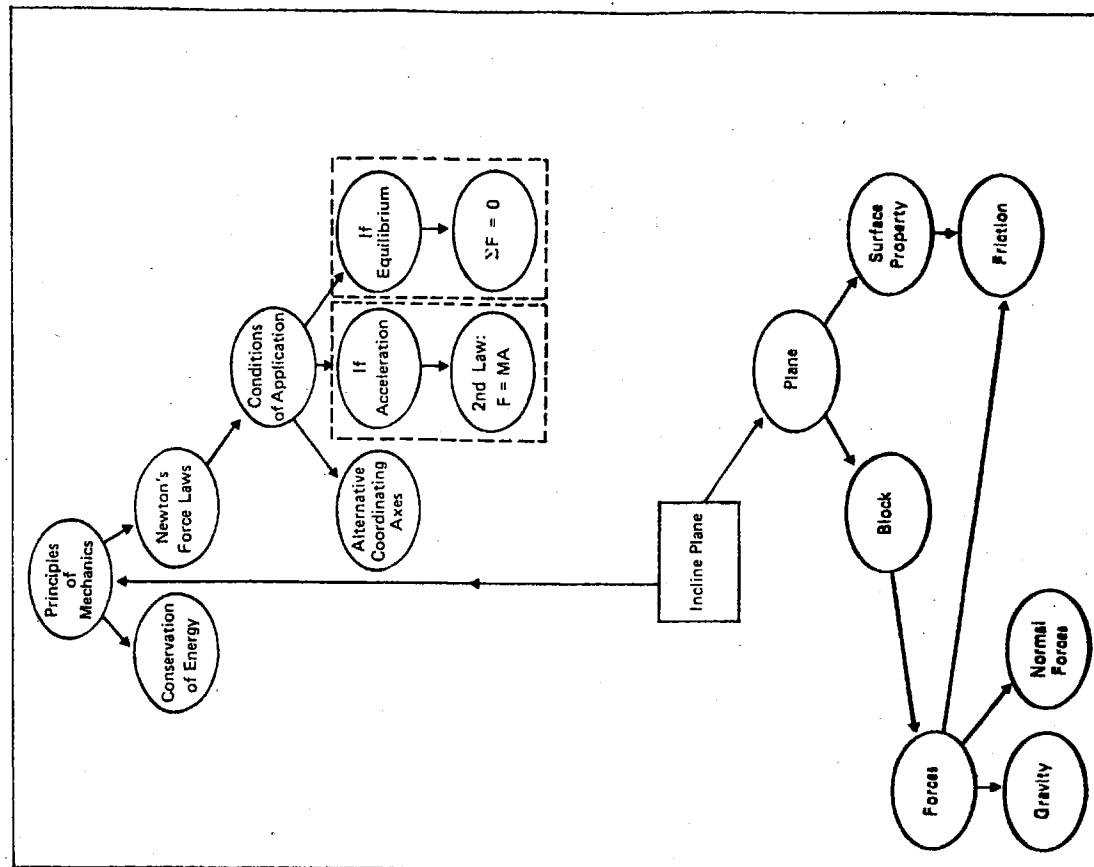 Principles
of
Mechanics
Conservation
of Energy
Newton's
Force Laws
Conditions
of Application
Alternative
Coordinating
Axes
If
Acceleration
2nd Law:
F = MA
If
Equilibrium
ΣF = 0
Incline Plane
Plane
Block
Surface
Property
Forces
Gravity
Normal
Forces
Friction